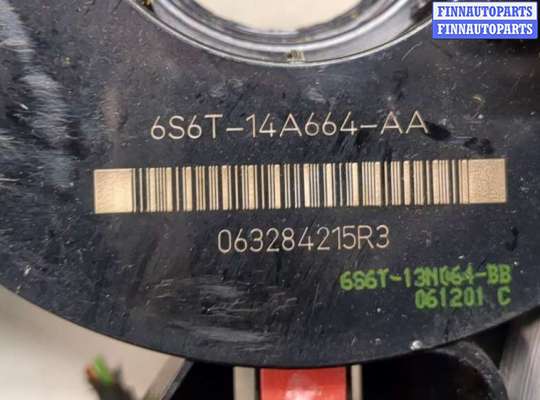 FINNAUTOPARTS
FINNAUTOPARTS
6S6T-14A664-AA
063284215R3
6S6T-13N064-BB
061201 C